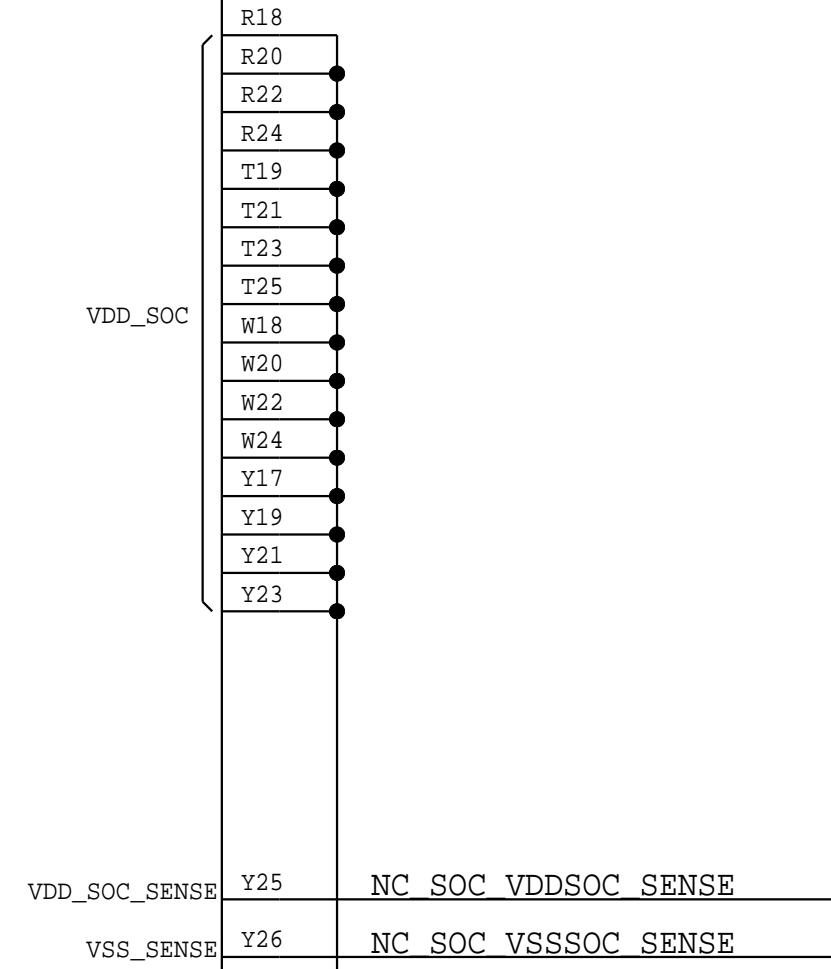 R18
R20
R22
R24
T19
T21
T23
T25
VDD_SOC
W18
W20
W22
W24
Y17
Y19
Y21
Y23
VDD_SOC_SENSE Y25 NC_SOC_VDDSOC_SENSE
VSS_SENSE Y26 NC_SOC_VSSSOC_SENSE